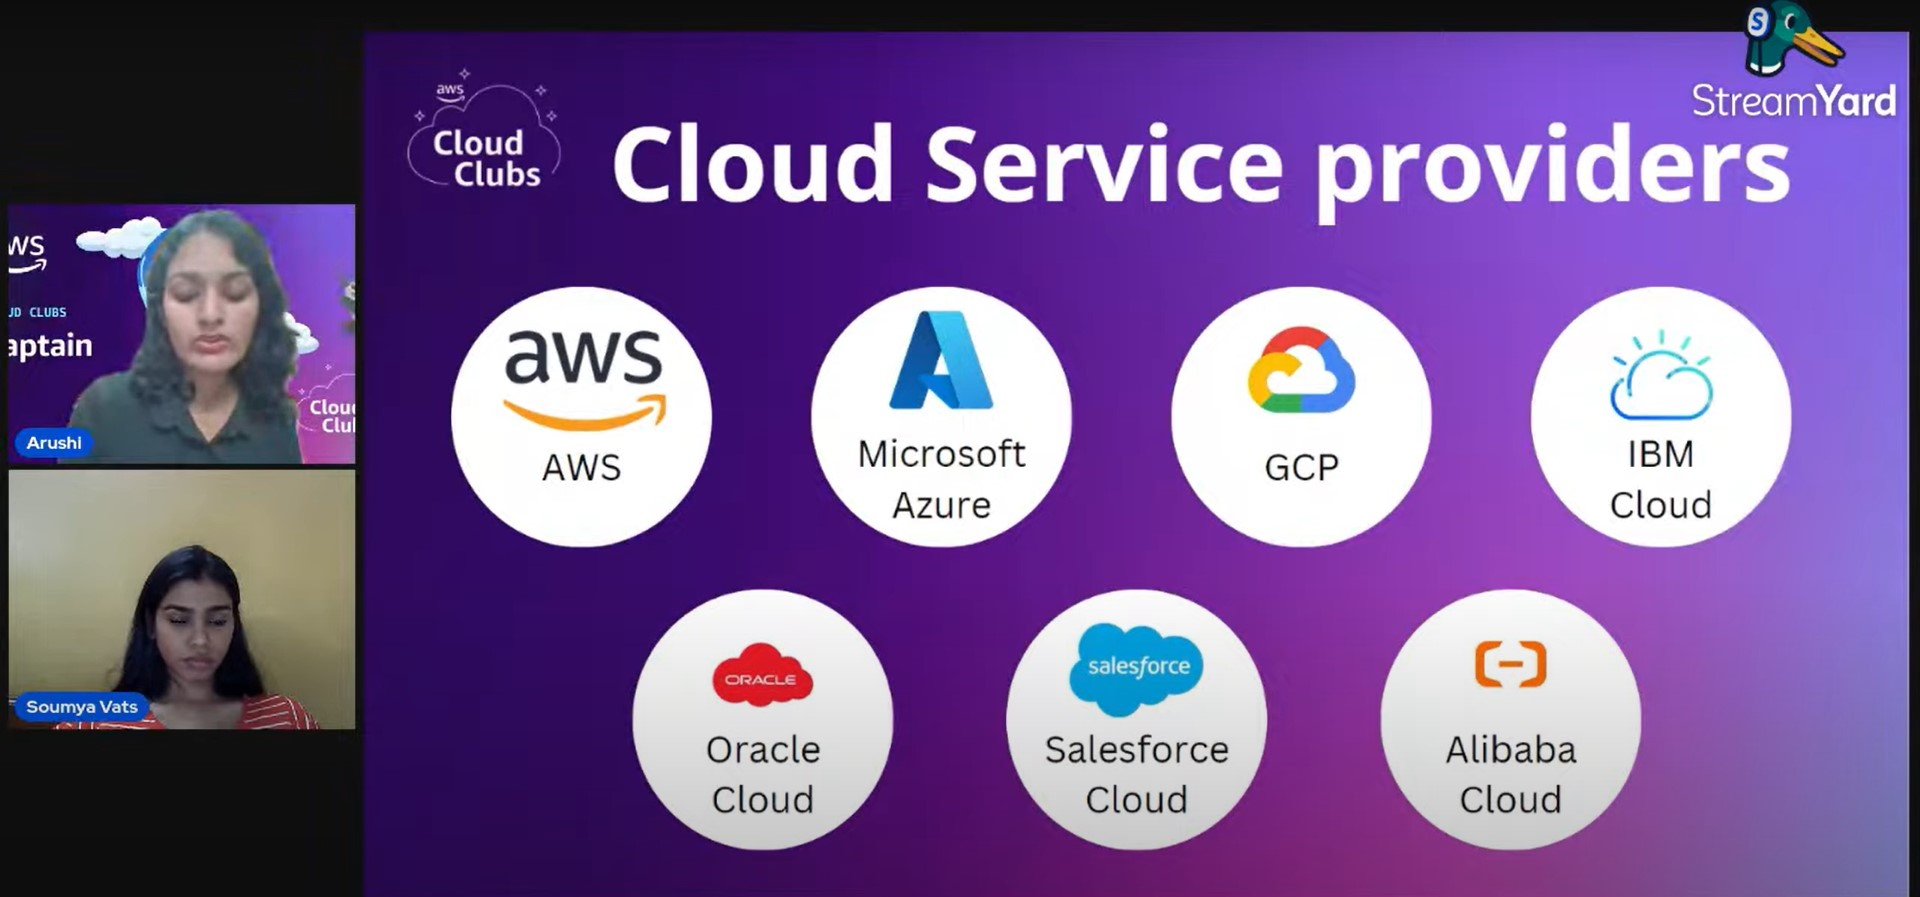 StreamYard
aws
Cloud
Clubs
Cloud Service providers
ws
UD CLUBS
aptain
Clou
Clu
Arushi
Soumya Vats
aws
AWS
Microsoft
Azure
GCP
IBM
Cloud
ORACLE
Oracle
Cloud
salesforce
Salesforce
Cloud
Alibaba
Cloud